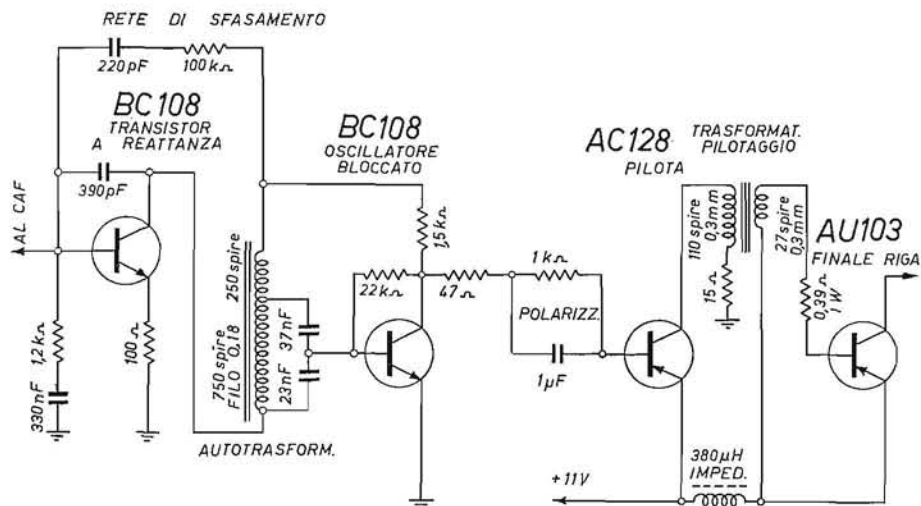 RETE DI SFASAMENTO
220pF
100kΩ
BC108
TRANSISTOR
A REATTANZA
390pF
AL CAF
1,2kΩ
330nF
100Ω
750 spire
FILO 0,18
250 spire
AUTOTRASFORM.
37nF
23nF
BC108
OSCILLATORE
BLOCCATO
1,5kΩ
22kΩ
47Ω
1kΩ
POLARIZZ.
1µF
AC128
PILOTA
TRASFORMAT.
PILOTAGGIO
110 spire
0,3mm
27 spire
0,3mm
15Ω
AU103
FINALE RIGA
0,39Ω
1W
380µH
IMPED.
+11V